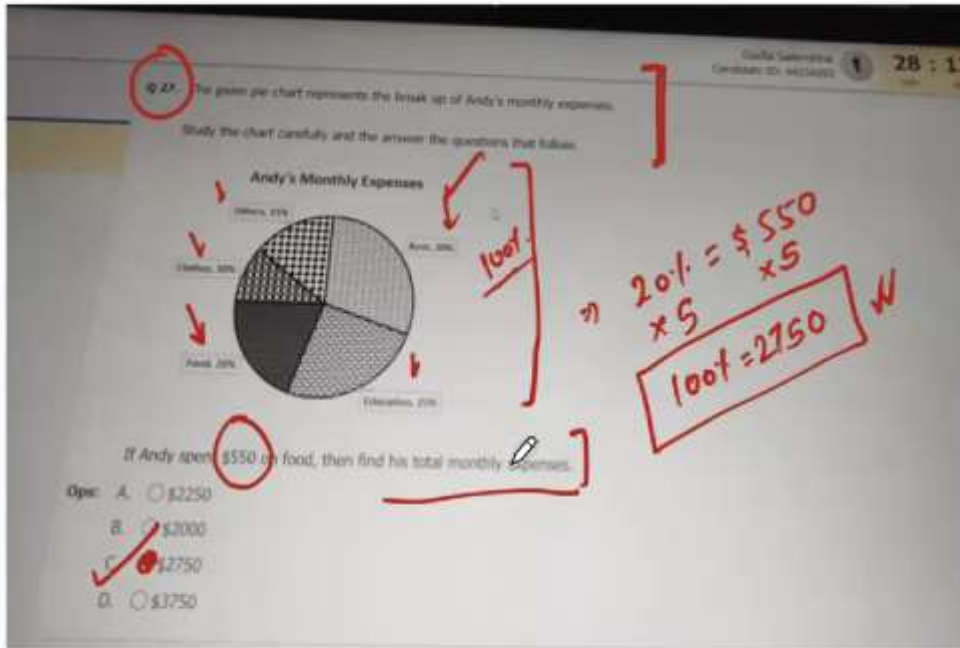 28 : 1
Q 27. The given pie chart represents the break up of Andy's monthly expenses.
Study the chart carefully and the answer the questions that follow.
Andy's Monthly Expenses
Others, 15%
Rent, 30%
Clothes, 10%
Food, 20%
Education, 25%
100%
⇒ 20% = $550
×5 ×5
100% = 2750
If Andy spent $550 on food, then find his total monthly expenses.
Ops: A. $2250
B. $2000
C. $2750
D. $3750